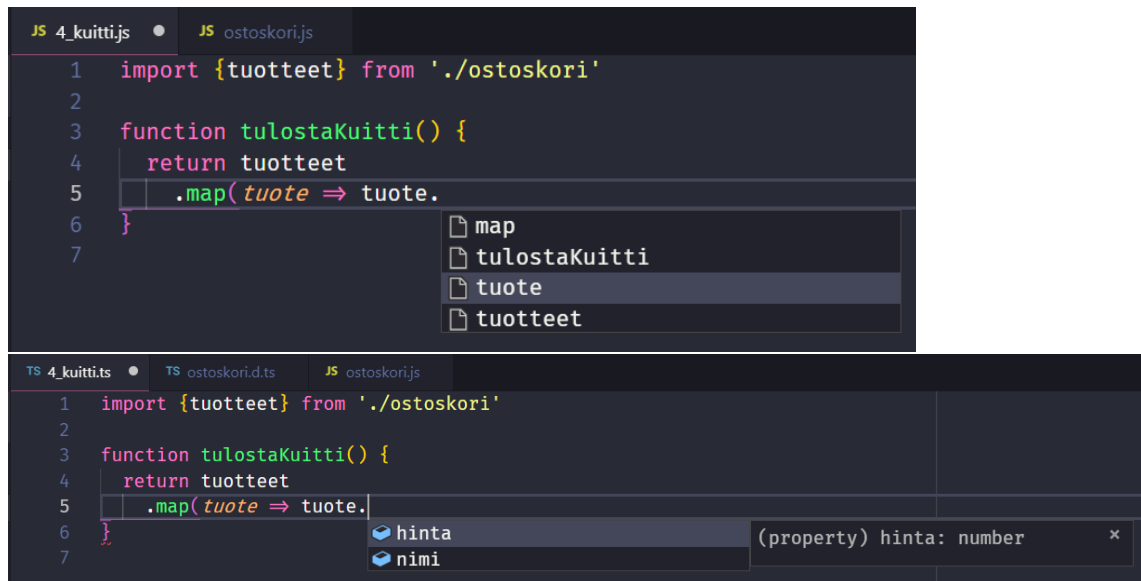 JS 4_kuitti.js ● JS ostoskori.js
1 import {tuotteet} from './ostoskori'
2
3 function tulostaKuitti() {
4 return tuotteet
5 .map(tuote => tuote.
6 }
7
map
tulostaKuitti
tuote
tuotteet
TS 4_kuitti.ts ● TS ostoskori.d.ts JS ostoskori.js
1 import {tuotteet} from './ostoskori'
2
3 function tulostaKuitti() {
4 return tuotteet
5 .map(tuote => tuote.
6 }
7
hinta (property) hinta: number ×
nimi